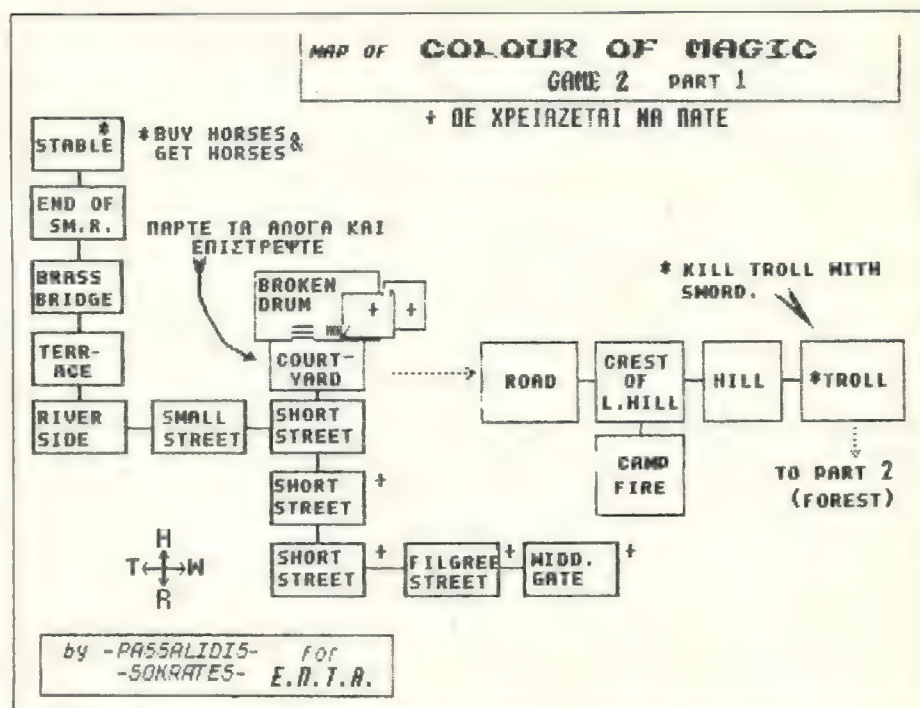 MAP OF COLOUR OF MAGIC
GAME 2 PART 1
+ ΔΕ ΧΡΕΙΑΖΕΤΑΙ ΝΑ ΠΑΤΕ
*
STABLE
*BUY HORSES &
GET HORSES
END OF
SM.R.
ΠΑΡΤΕ ΤΑ ΑΛΟΓΑ ΚΑΙ
ΕΠΙΣΤΡΕΨΤΕ
BRASS
BRIDGE
BROKEN
DRUM
+ +
* KILL TROLL WITH
SWORD.
TERR-
ACE
COURT-
YARD
ROAD
CREST
OF
L.HILL
HILL
*TROLL
RIVER
SIDE
SMALL
STREET
SHORT
STREET
CAMP
FIRE
TO PART 2
(FOREST)
SHORT
STREET
+
H
T W
R
SHORT
STREET
+
FILGREE
STREET
+
WIDD.
GATE
+
by -PASSALIDIS- for
-SOKRATES- Ε.Π.Τ.Α.